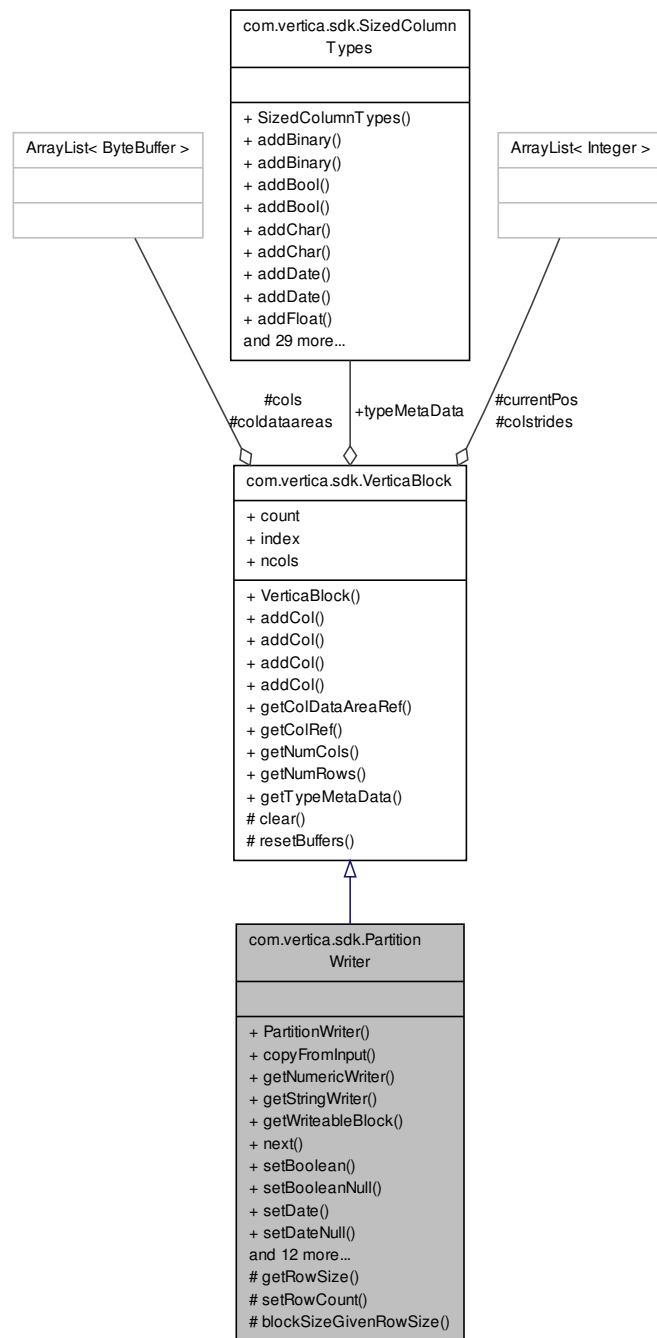 com.vertica.sdk.SizedColumn
Types
+ SizedColumnTypes()
+ addBinary()
+ addBinary()
+ addBool()
+ addBool()
+ addChar()
+ addChar()
+ addDate()
+ addDate()
+ addFloat()
and 29 more...
ArrayList< ByteBuffer >
ArrayList< Integer >
#cols
#coldataareas
+typeMetaData
#currentPos
#colstrides
com.vertica.sdk.VerticaBlock
+ count
+ index
+ ncols
+ VerticaBlock()
+ addCol()
+ addCol()
+ addCol()
+ addCol()
+ getColDataAreaRef()
+ getColRef()
+ getNumCols()
+ getNumRows()
+ getTypeMetaData()
# clear()
# resetBuffers()
com.vertica.sdk.Partition
Writer
+ PartitionWriter()
+ copyFromInput()
+ getNumericWriter()
+ getStringWriter()
+ getWriteableBlock()
+ next()
+ setBoolean()
+ setBooleanNull()
+ setDate()
+ setDateNull()
and 12 more...
# getRowSize()
# setRowCount()
# blockSizeGivenRowSize()